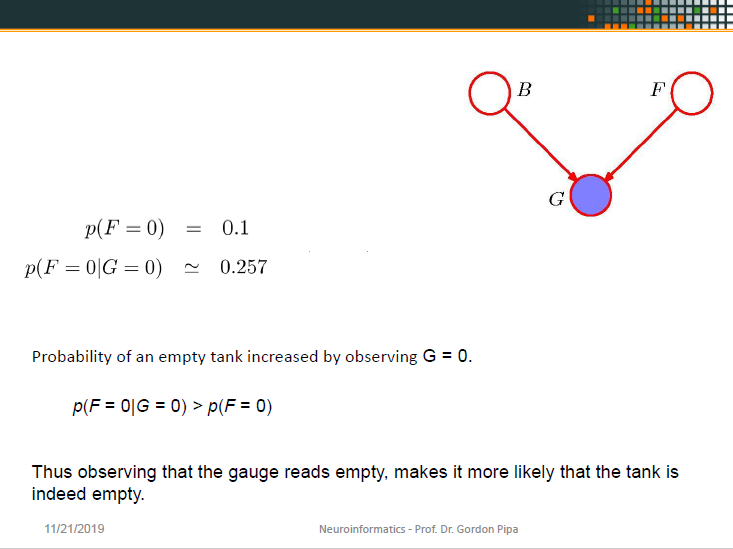 B F
G
p(F = 0) = 0.1
p(F = 0|G = 0) ≃ 0.257
Probability of an empty tank increased by observing G = 0.
p(F = 0|G = 0) > p(F = 0)
Thus observing that the gauge reads empty, makes it more likely that the tank is
indeed empty.
11/21/2019 Neuroinformatics - Prof. Dr. Gordon Pipa